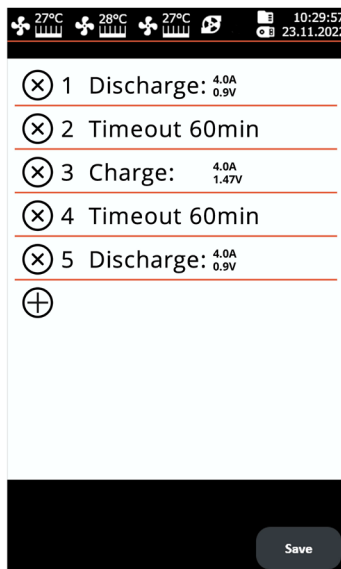 27°C 28°C 27°C 10:29:57
23.11.202
1 Discharge: 4.0A
0.9V
2 Timeout 60min
3 Charge: 4.0A
1.47V
4 Timeout 60min
5 Discharge: 4.0A
0.9V
Save